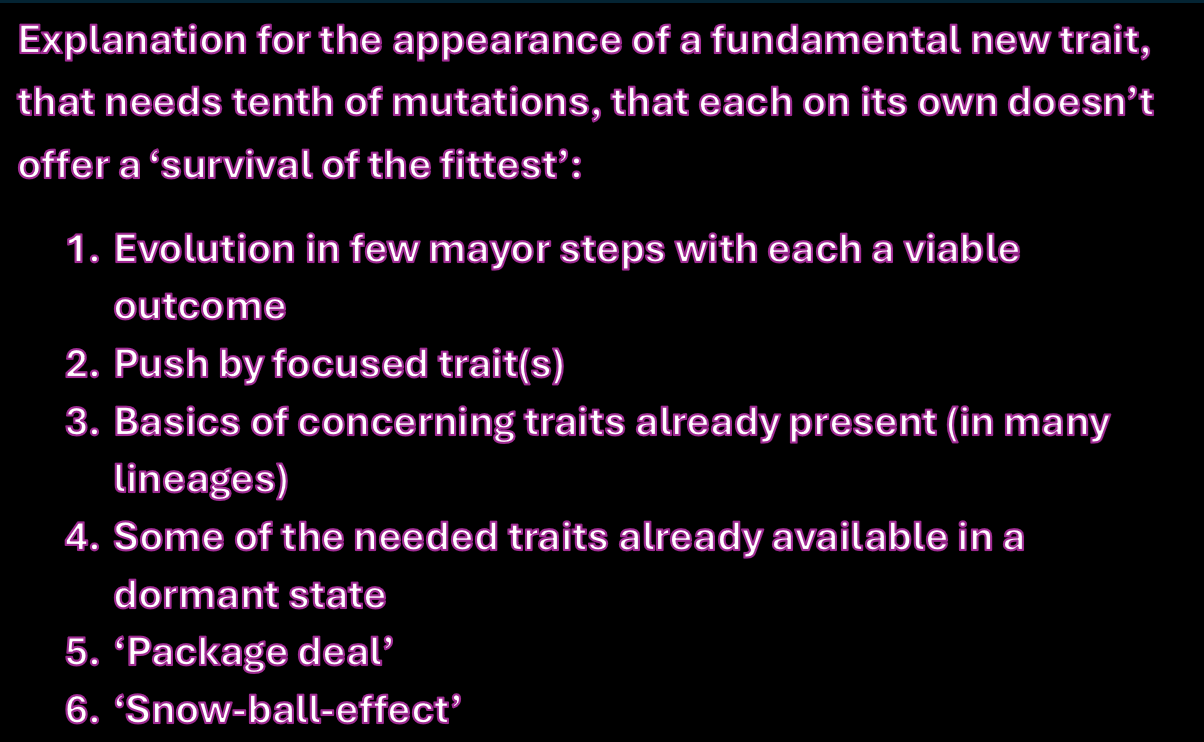 Explanation for the appearance of a fundamental new trait,
that needs tenth of mutations, that each on its own doesn’t
offer a ‘survival of the fittest’:
1. Evolution in few mayor steps with each a viable
outcome
2. Push by focused trait(s)
3. Basics of concerning traits already present (in many
lineages)
4. Some of the needed traits already available in a
dormant state
5. ‘Package deal’
6. ‘Snow-ball-effect’